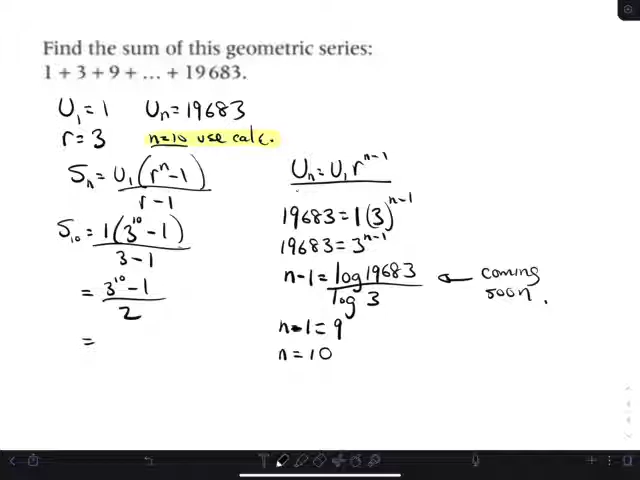 Find the sum of this geometric series:
1 + 3 + 9 + ... + 19683.
U₁ = 1 Uₙ = 19683
r = 3 n=10 use calc.
Sₙ = U₁(rⁿ-1)
r-1
S₁₀ = 1(3¹⁰-1)
3-1
= 3¹⁰-1
2
=
Uₙ = U₁ rⁿ⁻¹
19683 = 1(3)ⁿ⁻¹
19683 = 3ⁿ⁻¹
n-1 = log 19683
log 3
coming
soon.
n-1 = 9
n = 10